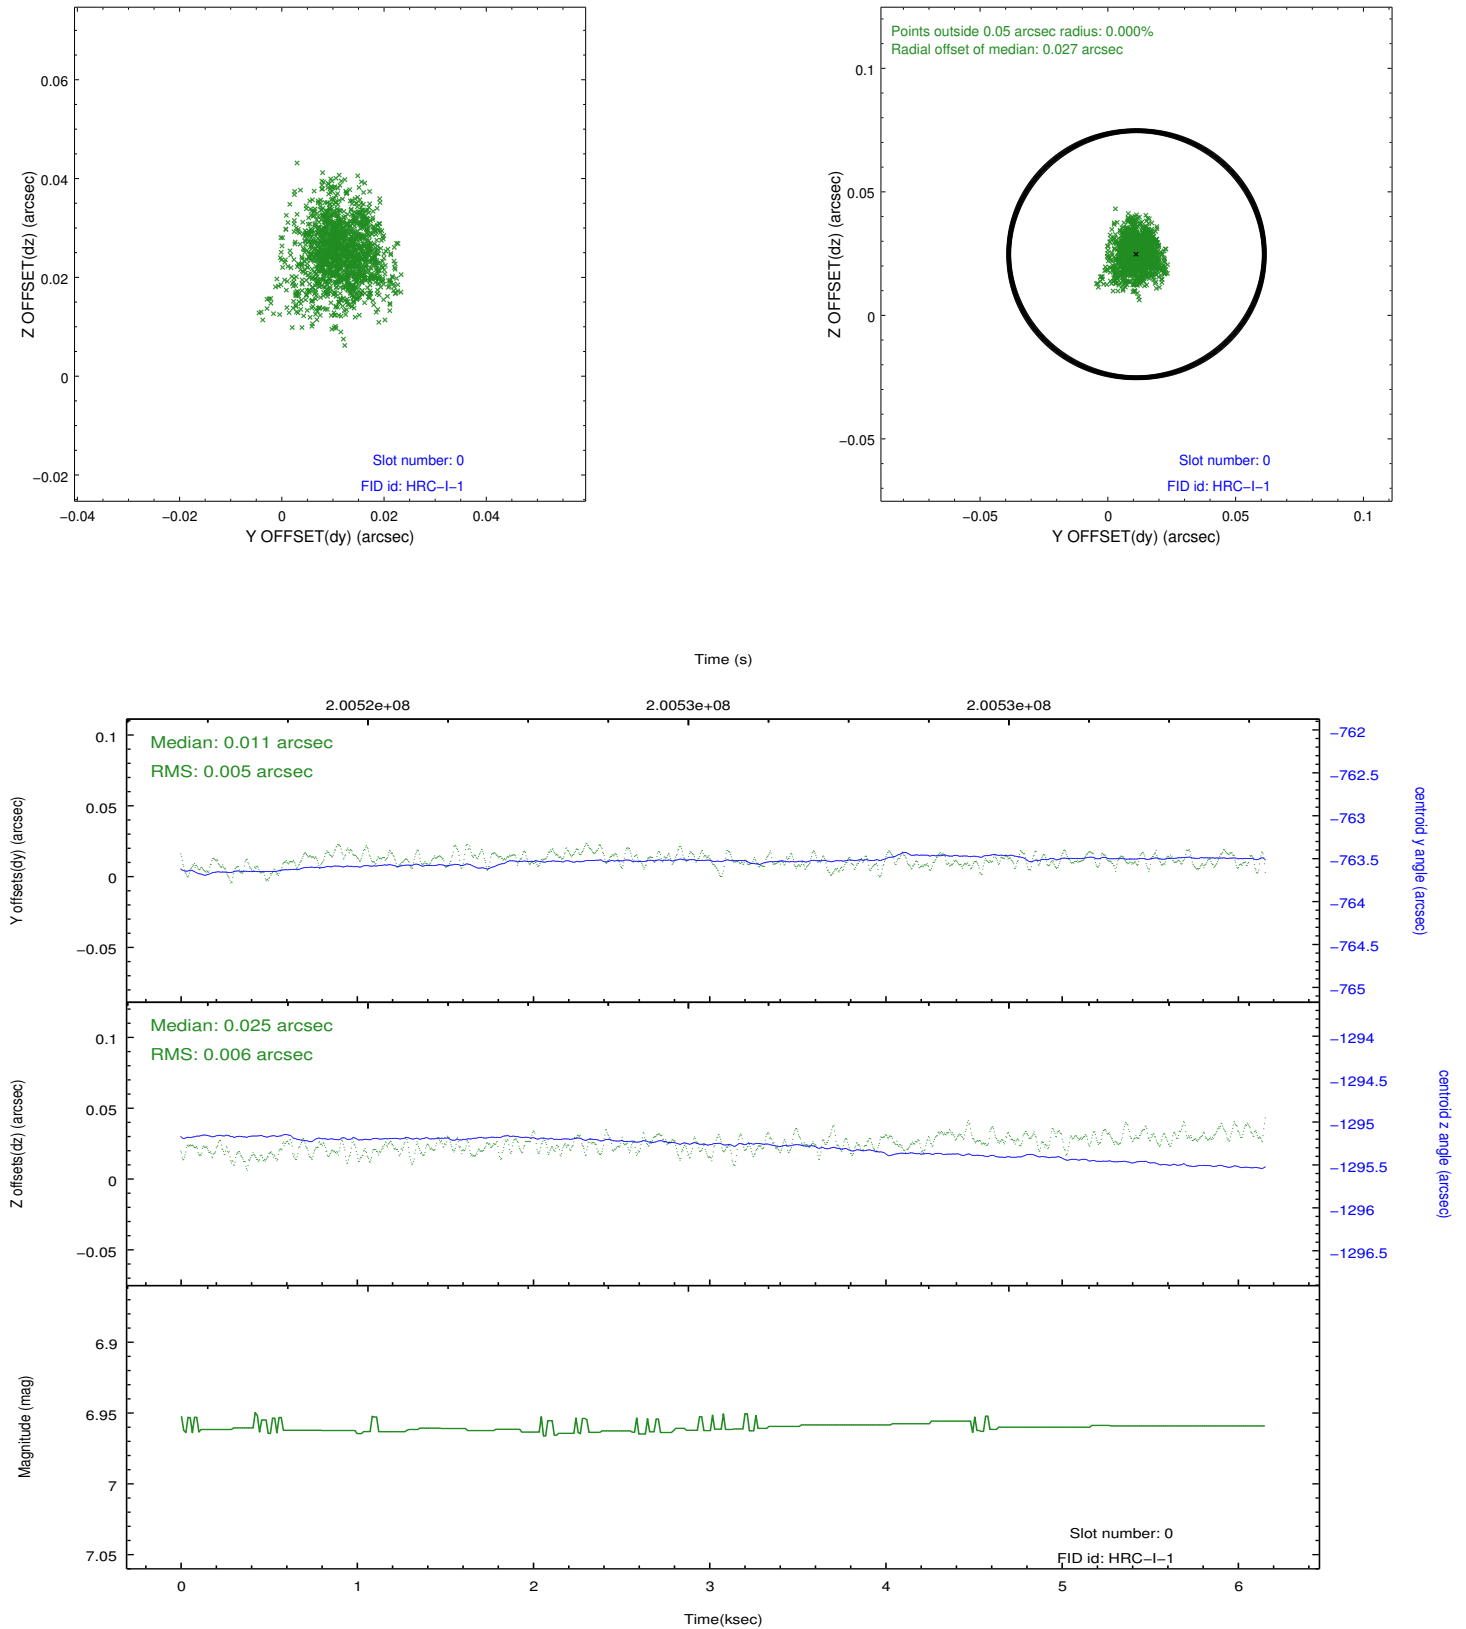 0.06
0.04
0.02
0
−0.02
−0.04
−0.02
0
0.02
0.04
Z OFFSET(dz) (arcsec)
Y OFFSET(dy) (arcsec)
Slot number: 0
FID id: HRC−I−1
Points outside 0.05 arcsec radius: 0.000%
Radial offset of median: 0.027 arcsec
0.1
0.05
0
−0.05
−0.05
0
0.05
0.1
Z OFFSET(dz) (arcsec)
Y OFFSET(dy) (arcsec)
Slot number: 0
FID id: HRC−I−1
Time (s)
2.0052e+08
2.0053e+08
2.0053e+08
Median: 0.011 arcsec
RMS: 0.005 arcsec
0.1
0.05
0
−0.05
Y offsets(dy) (arcsec)
−762
−762.5
−763
−763.5
−764
−764.5
−765
centroid y angle (arcsec)
Median: 0.025 arcsec
RMS: 0.006 arcsec
0.1
0.05
0
−0.05
Z offsets(dz) (arcsec)
−1294
−1294.5
−1295
−1295.5
−1296
−1296.5
centroid z angle (arcsec)
6.9
6.95
7
7.05
Magnitude (mag)
Slot number: 0
FID id: HRC−I−1
0
1
2
3
4
5
6
Time(ksec)